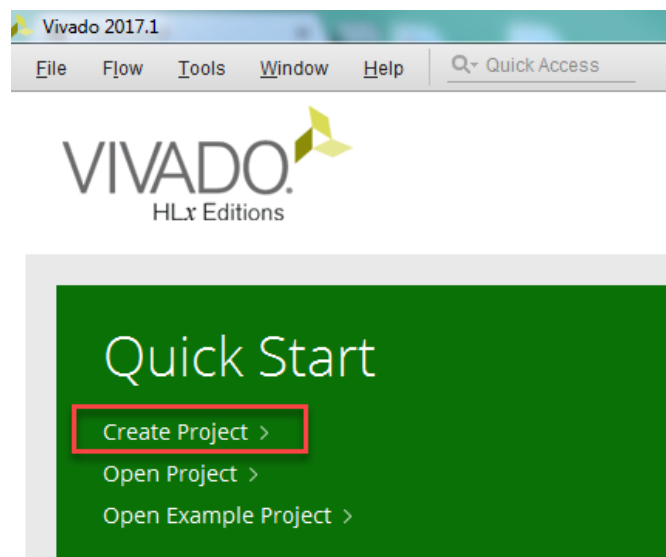 Vivado 2017.1
File Flow Tools Window Help Quick Access
VIVADO.
HLx Editions
Quick Start
Create Project >
Open Project >
Open Example Project >